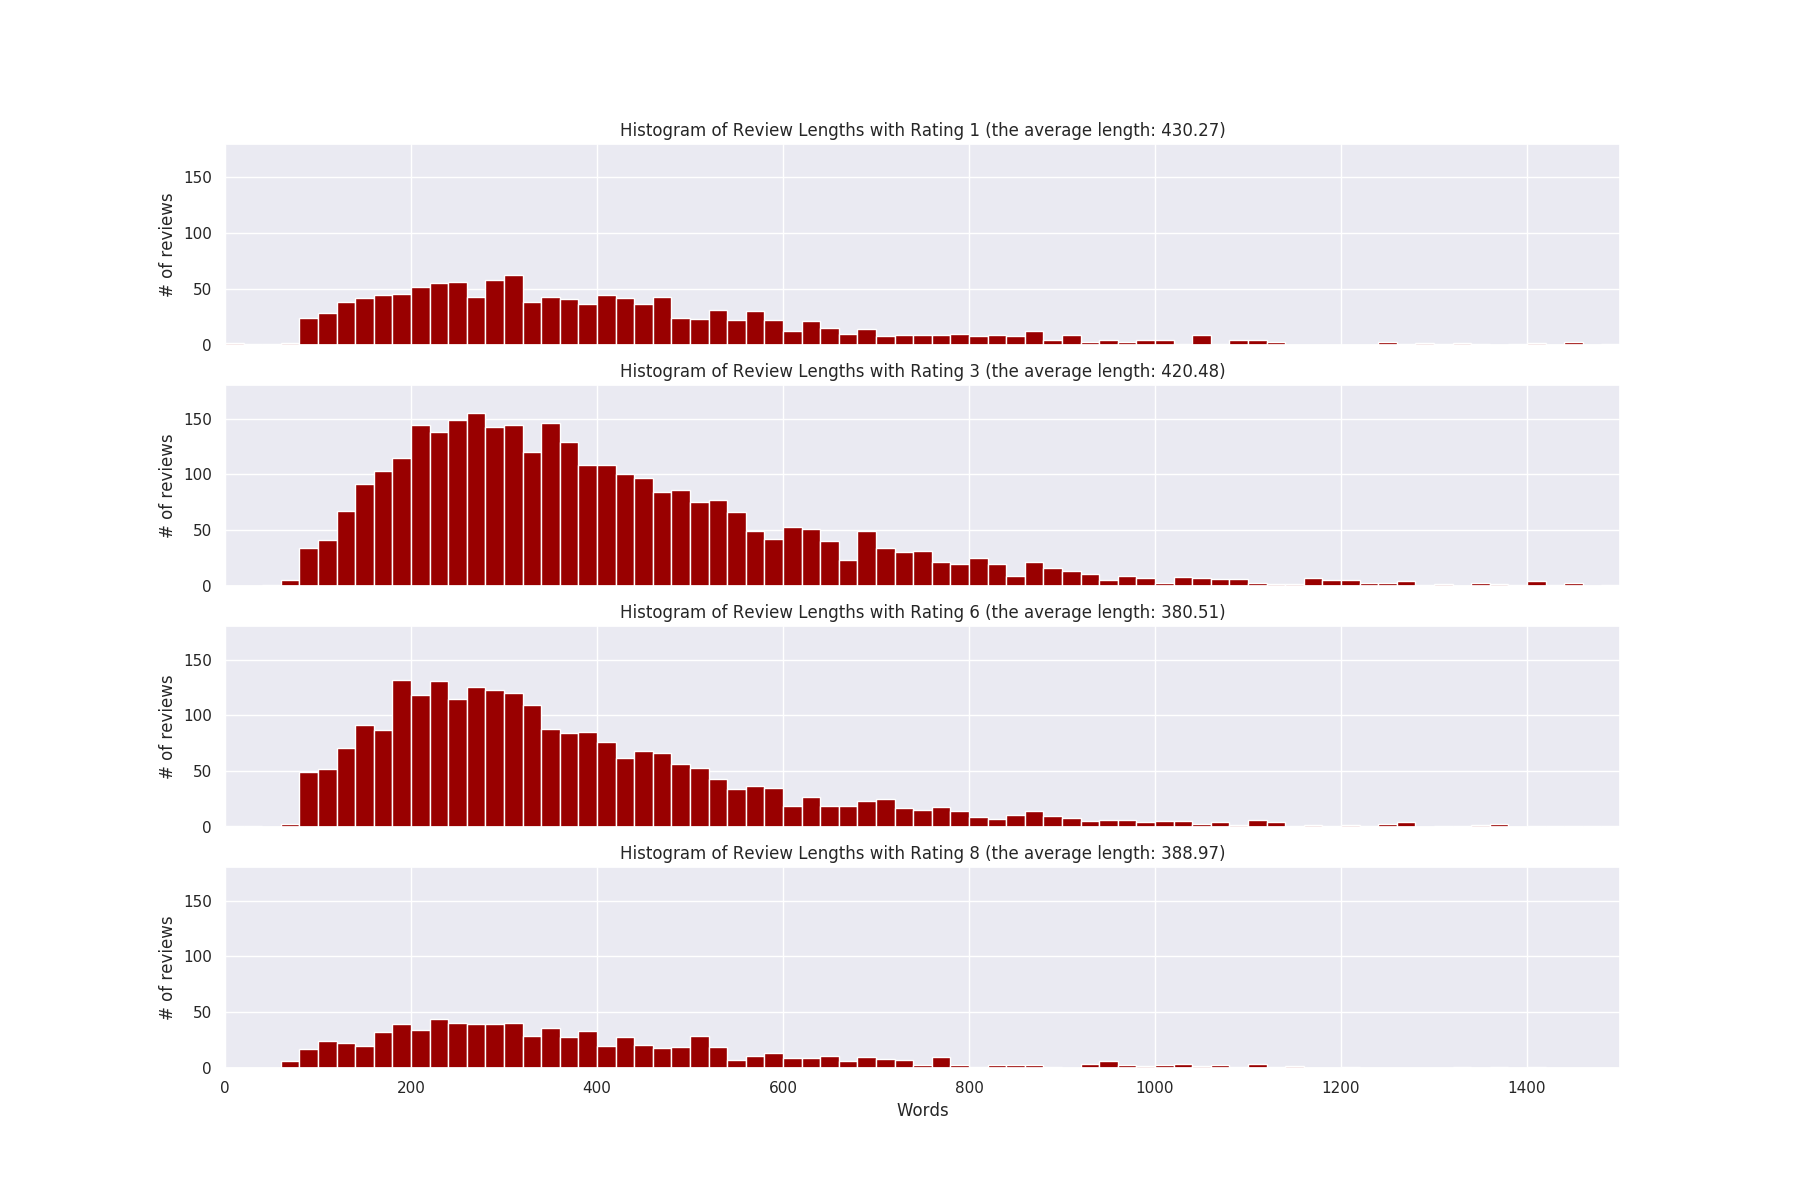 Histogram of Review Lengths with Rating 1 (the average length: 430.27)
150
100
50
0
# of reviews
Histogram of Review Lengths with Rating 3 (the average length: 420.48)
150
100
50
0
# of reviews
Histogram of Review Lengths with Rating 6 (the average length: 380.51)
150
100
50
0
# of reviews
Histogram of Review Lengths with Rating 8 (the average length: 388.97)
150
100
50
0
# of reviews
0 200 400 600 800 1000 1200 1400
Words